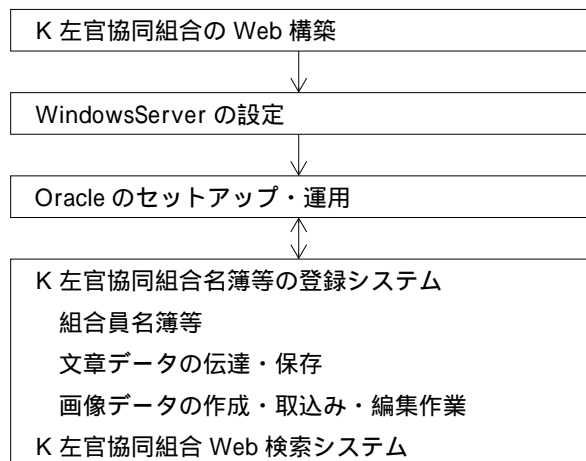 K 左官協同組合の Web 構築
WindowsServer の設定
Oracle のセットアップ・運用
K 左官協同組合名簿等の登録システム
組合員名簿等
文章データの伝達・保存
画像データの作成・取込み・編集作業
K 左官協同組合 Web 検索システム